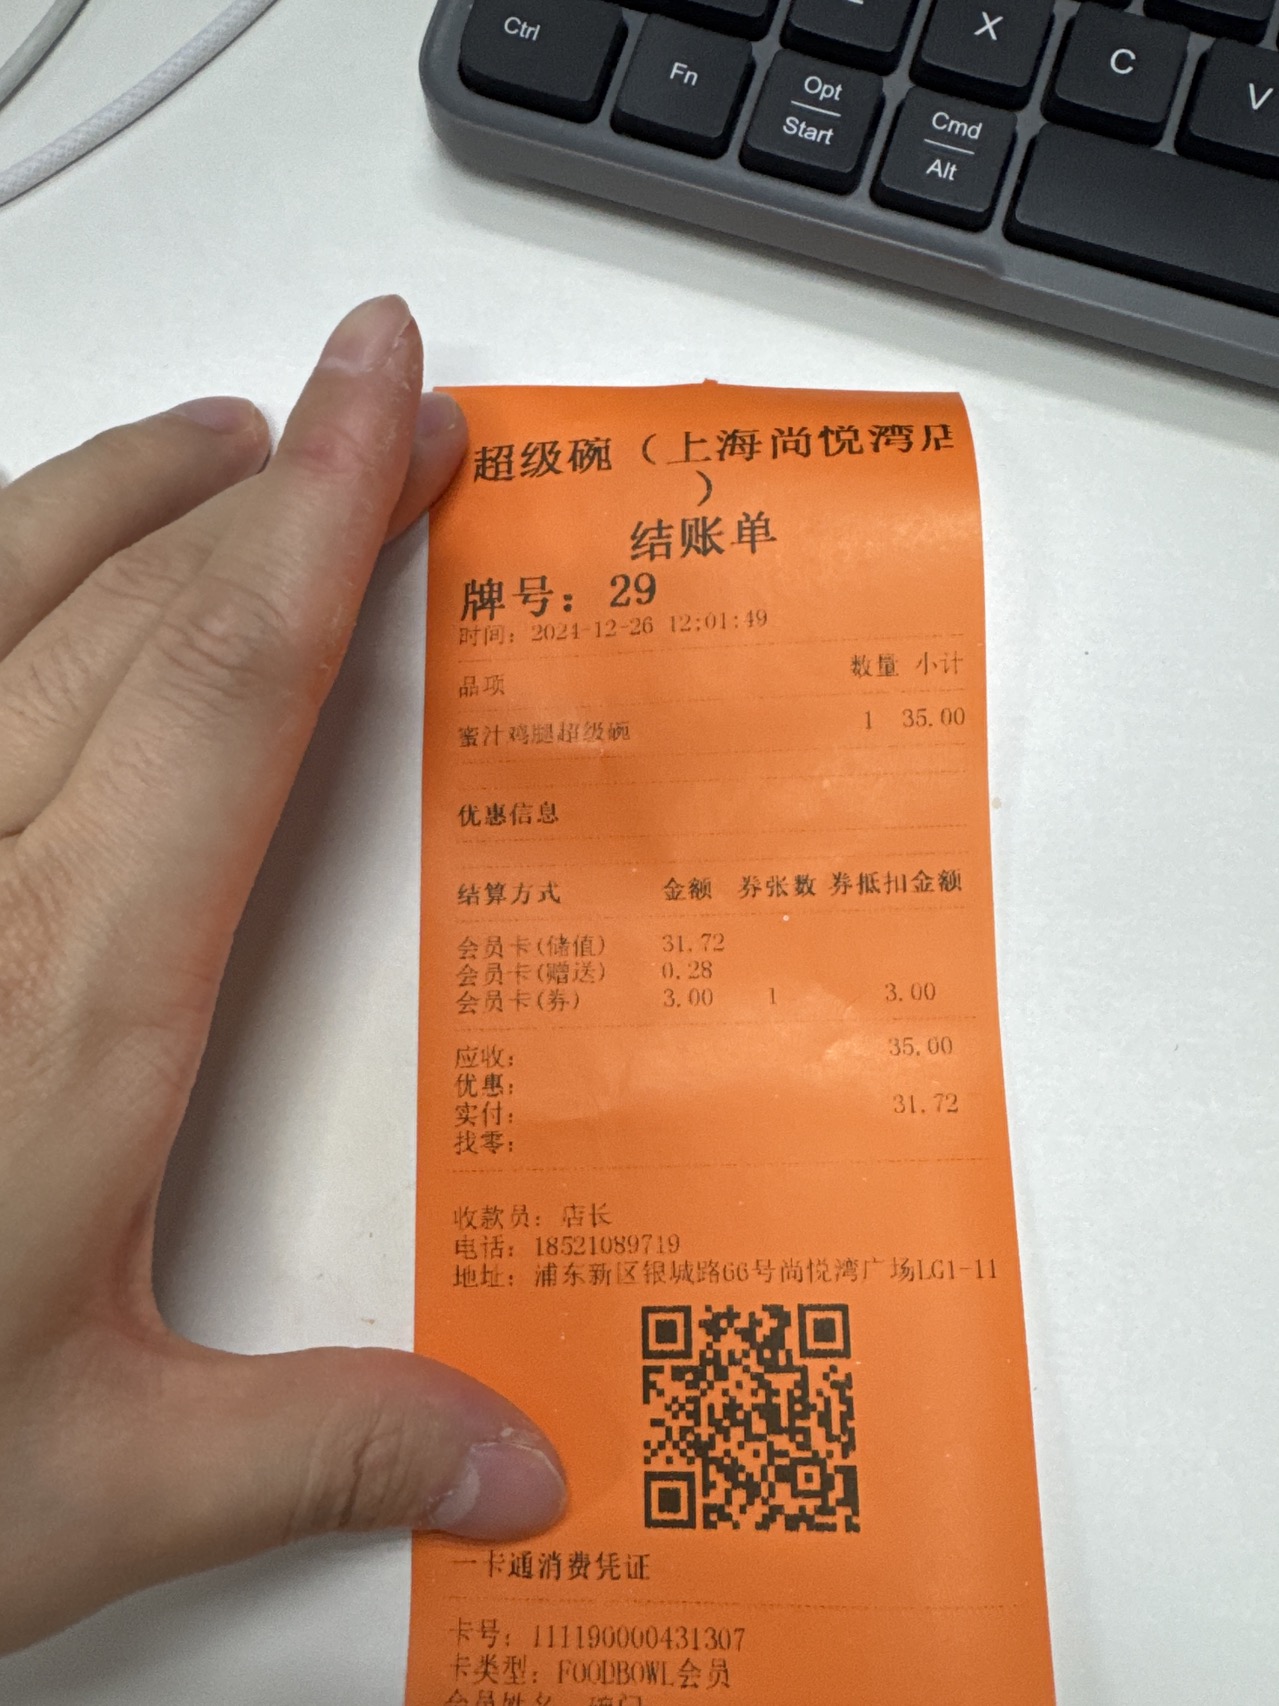 Ctrl
Fn
Opt
Start
Cmd
Alt
X
C
V
超级碗（上海尚悦湾店
）
结账单
牌号：29
时间：2024-12-26 12:01:49
品项 数量 小计
蜜汁鸡腿超级碗 1 35.00
优惠信息
结算方式 金额 券张数 券抵扣金额
会员卡(储值) 31.72
会员卡(赠送) 0.28
会员卡(券) 3.00 1 3.00
应收： 35.00
优惠：
实付： 31.72
找零：
收款员：店长
电话：18521089719
地址：浦东新区银城路66号尚悦湾广场LG1-11
一卡通消费凭证
卡号：111190000431307
卡类型：FOODBOWL会员
会员姓名